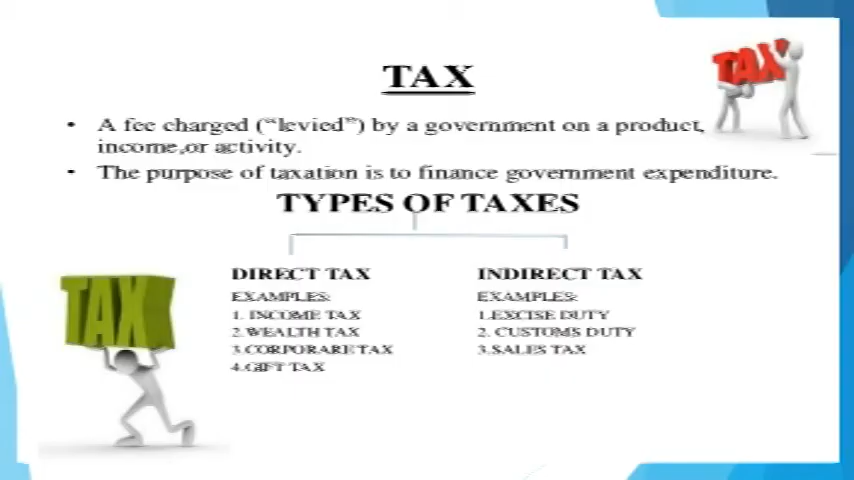 TAX
TAX
• A fee charged (“levied”) by a government on a product,
income,or activity.
• The purpose of taxation is to finance government expenditure.
TYPES OF TAXES
DIRECT TAX
EXAMPLES:
1. INCOME TAX
2.WEALTH TAX
3.CORPORARE TAX
4.GIFT TAX
INDIRECT TAX
EXAMPLES:
1.EXCISE DUTY
2. CUSTOMS DUTY
3.SALES TAX
TAX